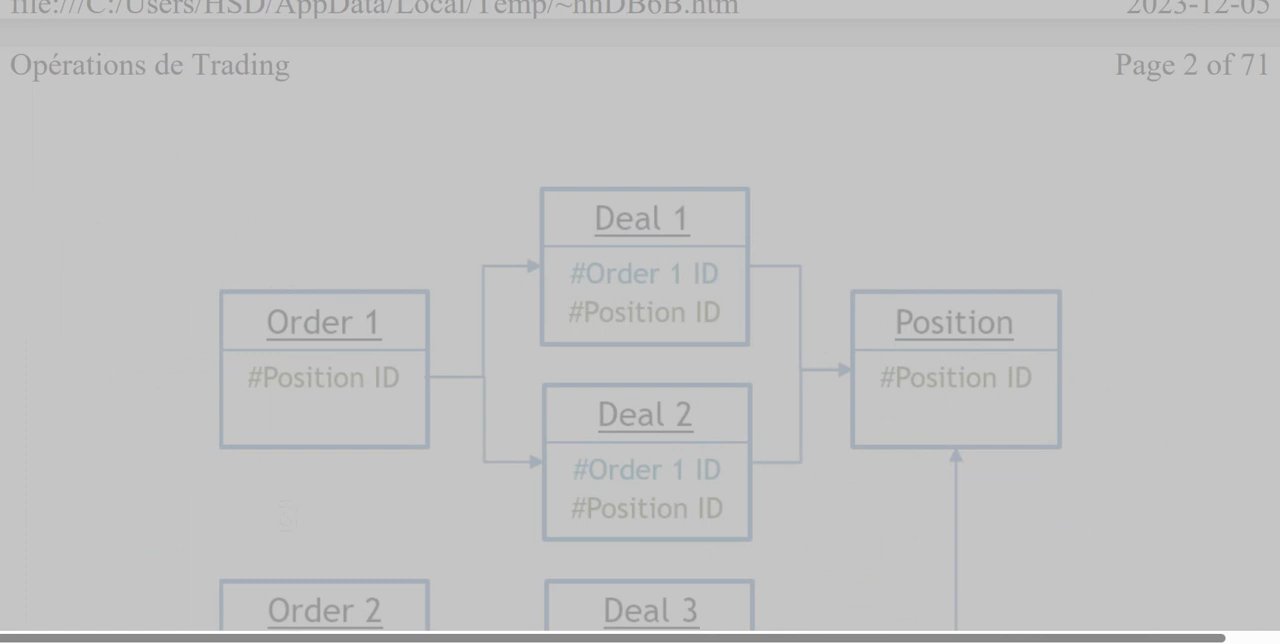 file:///C:/Users/HSD/AppData/Local/Temp/~hhDB6B.htm 2023-12-05
Opérations de Trading Page 2 of 71
Deal 1
#Order 1 ID
#Position ID
Order 1
#Position ID
Position
#Position ID
Deal 2
#Order 1 ID
#Position ID
Order 2
Deal 3